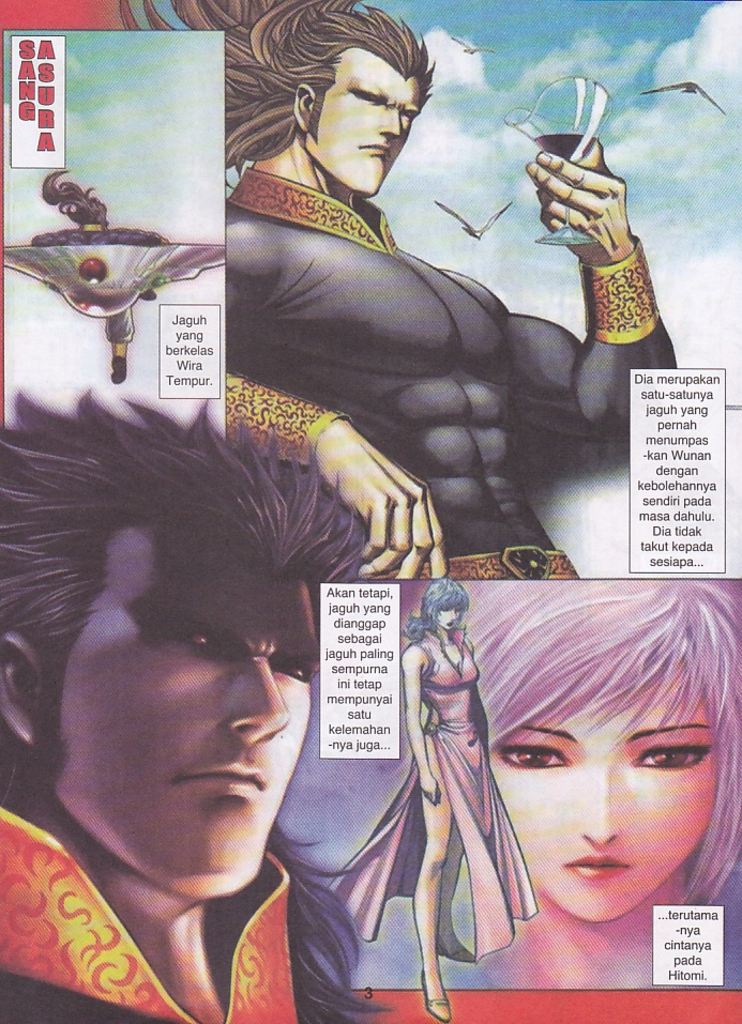 SANG
ASURA
Jaguh
yang
berkelas
Wira
Tempur.
Dia merupakan
satu-satunya
jaguh yang
pernah
menumpas
-kan Wunan
dengan
kebolehannya
sendiri pada
masa dahulu.
Dia tidak
takut kepada
sesiapa...
Akan tetapi,
jaguh yang
dianggap
sebagai
jaguh paling
sempurna
ini tetap
mempunyai
satu
kelemahan
-nya juga...
...terutama
-nya
cintanya
pada
Hitomi.
3